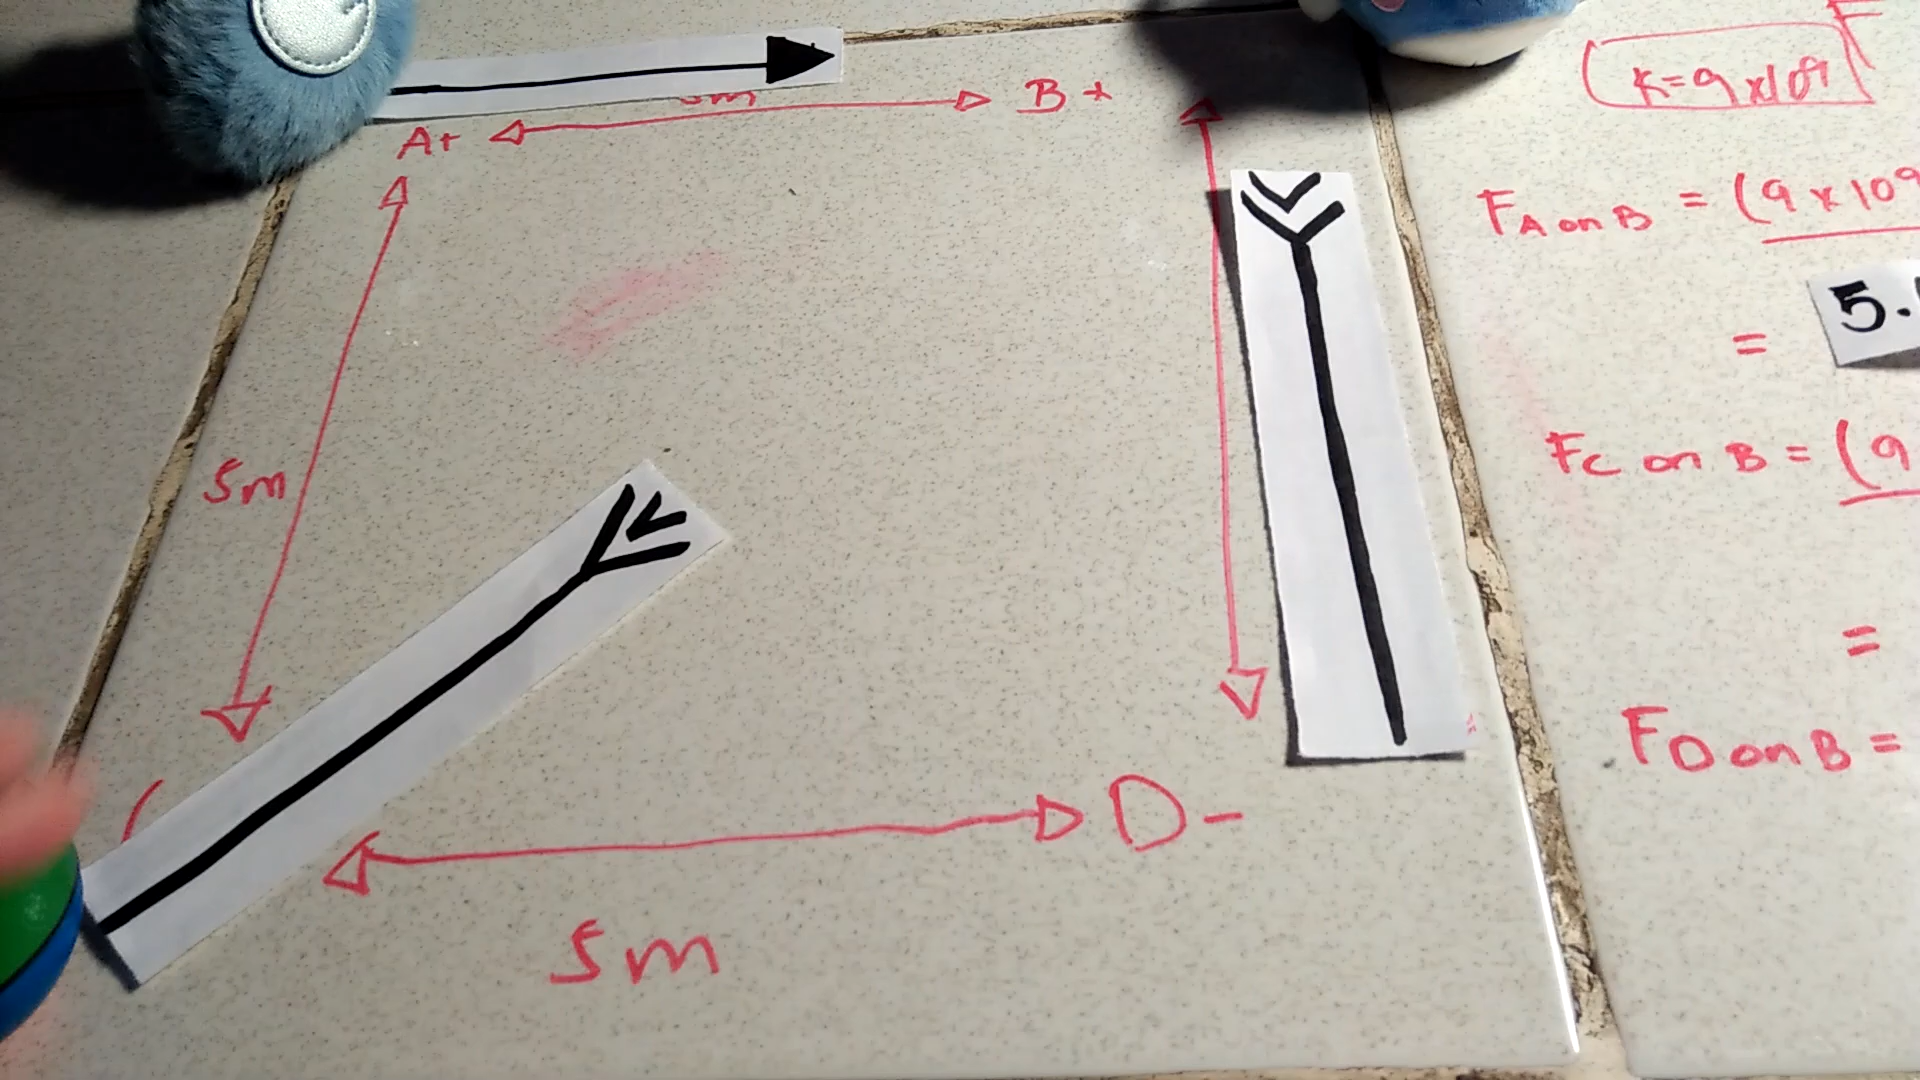 K=9x10⁹
5m
B+
A+
F A on B = (9 x 10⁹
= 5.
5m
F C on B = (9
=
F D on B =
D-
5m